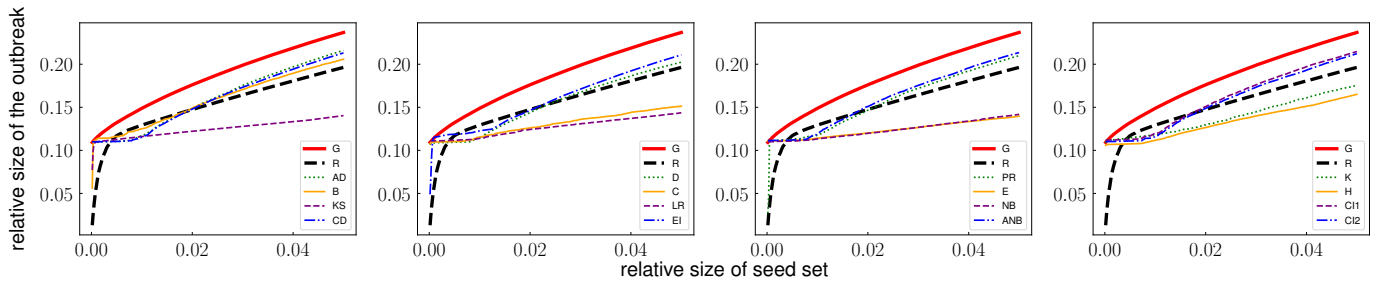 relative size of the outbreak
0.20
0.15
0.10
0.05
0.00
0.02
0.04
G
R
AD
B
KS
CD
0.20
0.15
0.10
0.05
0.00
0.02
0.04
G
R
D
C
LR
EI
0.20
0.15
0.10
0.05
0.00
0.02
0.04
G
R
PR
E
NB
ANB
0.20
0.15
0.10
0.05
0.00
0.02
0.04
G
R
K
H
CI1
CI2
relative size of seed set